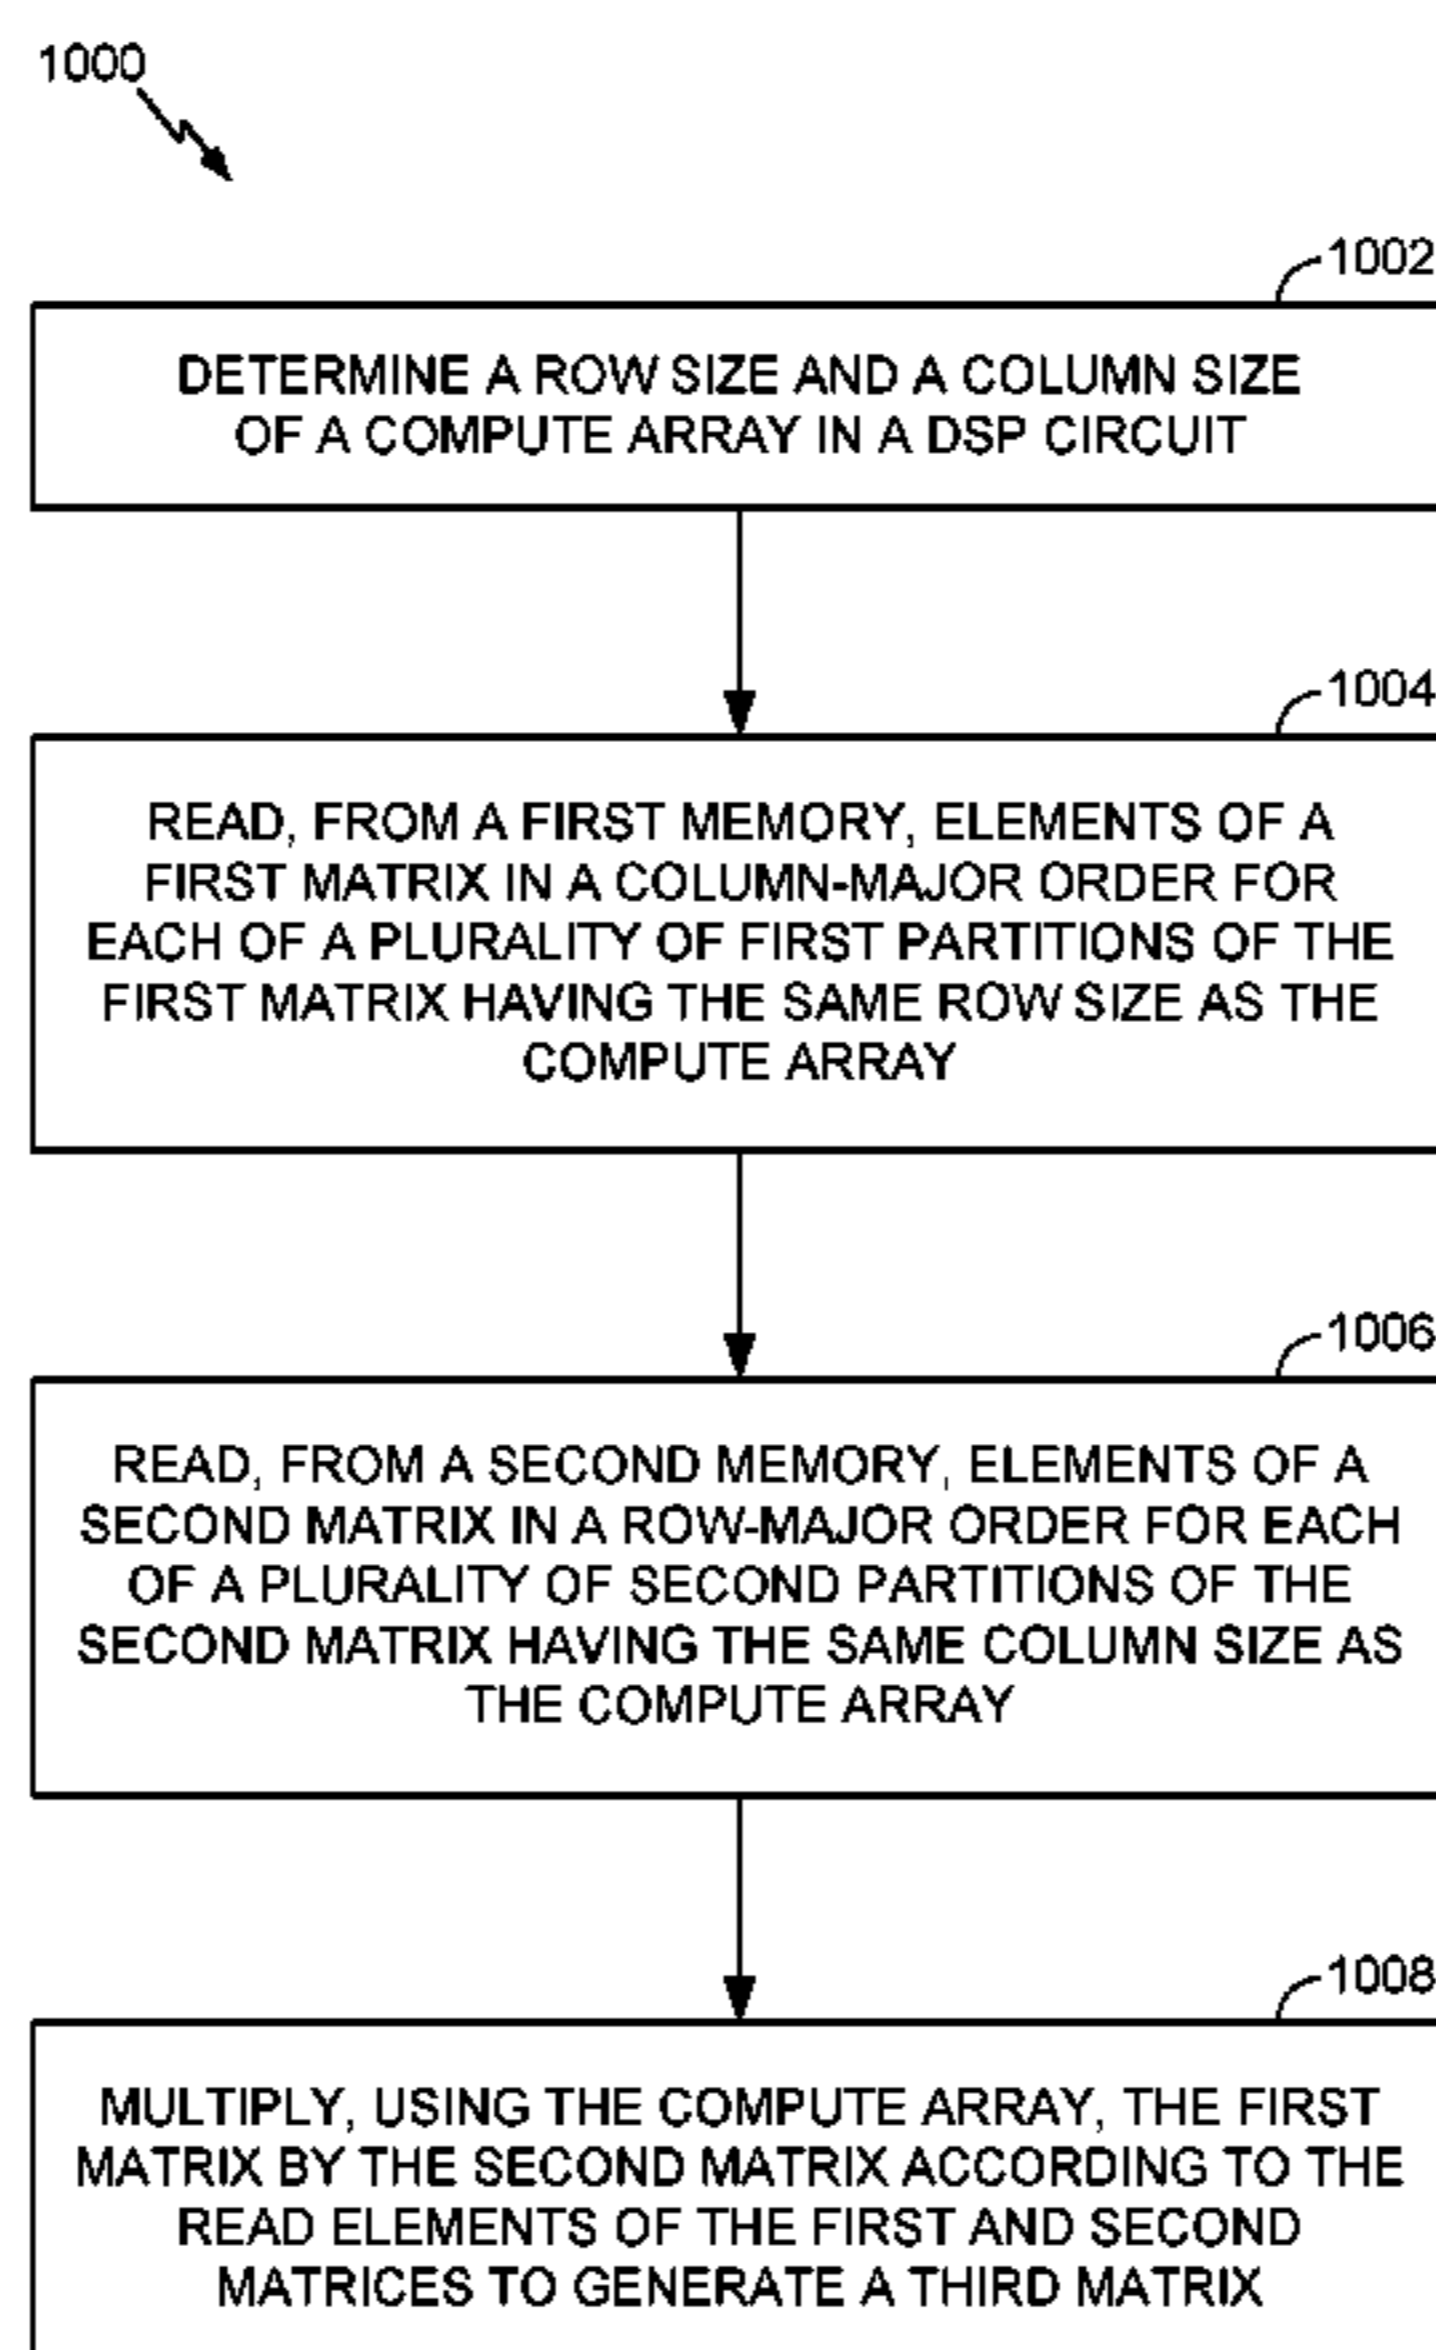 1000
1002
DETERMINE A ROW SIZE AND A COLUMN SIZE
OF A COMPUTE ARRAY IN A DSP CIRCUIT
1004
READ, FROM A FIRST MEMORY, ELEMENTS OF A
FIRST MATRIX IN A COLUMN-MAJOR ORDER FOR
EACH OF A PLURALITY OF FIRST PARTITIONS OF THE
FIRST MATRIX HAVING THE SAME ROW SIZE AS THE
COMPUTE ARRAY
1006
READ, FROM A SECOND MEMORY, ELEMENTS OF A
SECOND MATRIX IN A ROW-MAJOR ORDER FOR EACH
OF A PLURALITY OF SECOND PARTITIONS OF THE
SECOND MATRIX HAVING THE SAME COLUMN SIZE AS
THE COMPUTE ARRAY
1008
MULTIPLY, USING THE COMPUTE ARRAY, THE FIRST
MATRIX BY THE SECOND MATRIX ACCORDING TO THE
READ ELEMENTS OF THE FIRST AND SECOND
MATRICES TO GENERATE A THIRD MATRIX